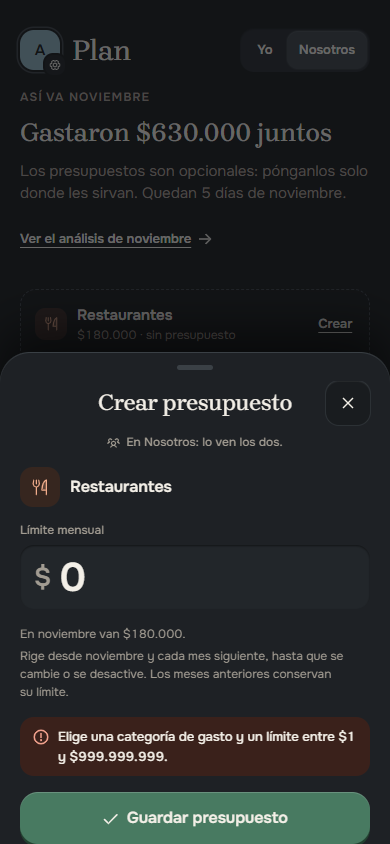 A
Plan
Yo
Nosotros
ASÍ VA NOVIEMBRE
Gastaron $630.000 juntos
Los presupuestos son opcionales: pónganlos solo
donde les sirvan. Quedan 5 días de noviembre.
Ver el análisis de noviembre →
Restaurantes
$180.000 · sin presupuesto
Crear
Crear presupuesto
En Nosotros: lo ven los dos.
Restaurantes
Límite mensual
$ 0
En noviembre van $180.000.
Rige desde noviembre y cada mes siguiente, hasta que se
cambie o se desactive. Los meses anteriores conservan
su límite.
Elige una categoría de gasto y un límite entre $1
y $999.999.999.
Guardar presupuesto